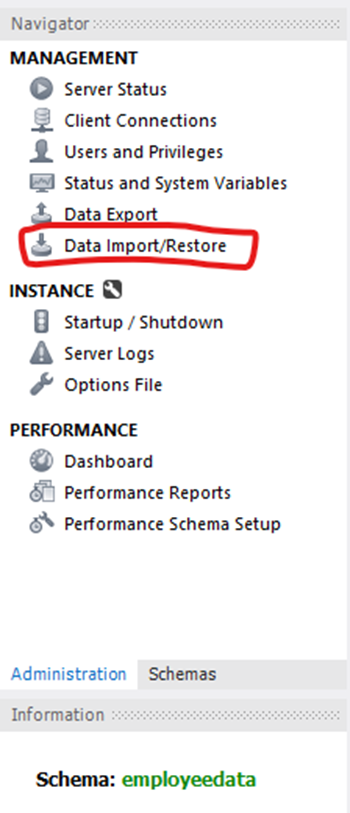 Navigator
MANAGEMENT
Server Status
Client Connections
Users and Privileges
Status and System Variables
Data Export
Data Import/Restore
INSTANCE
Startup / Shutdown
Server Logs
Options File
PERFORMANCE
Dashboard
Performance Reports
Performance Schema Setup
Administration Schemas
Information
Schema: employeedata